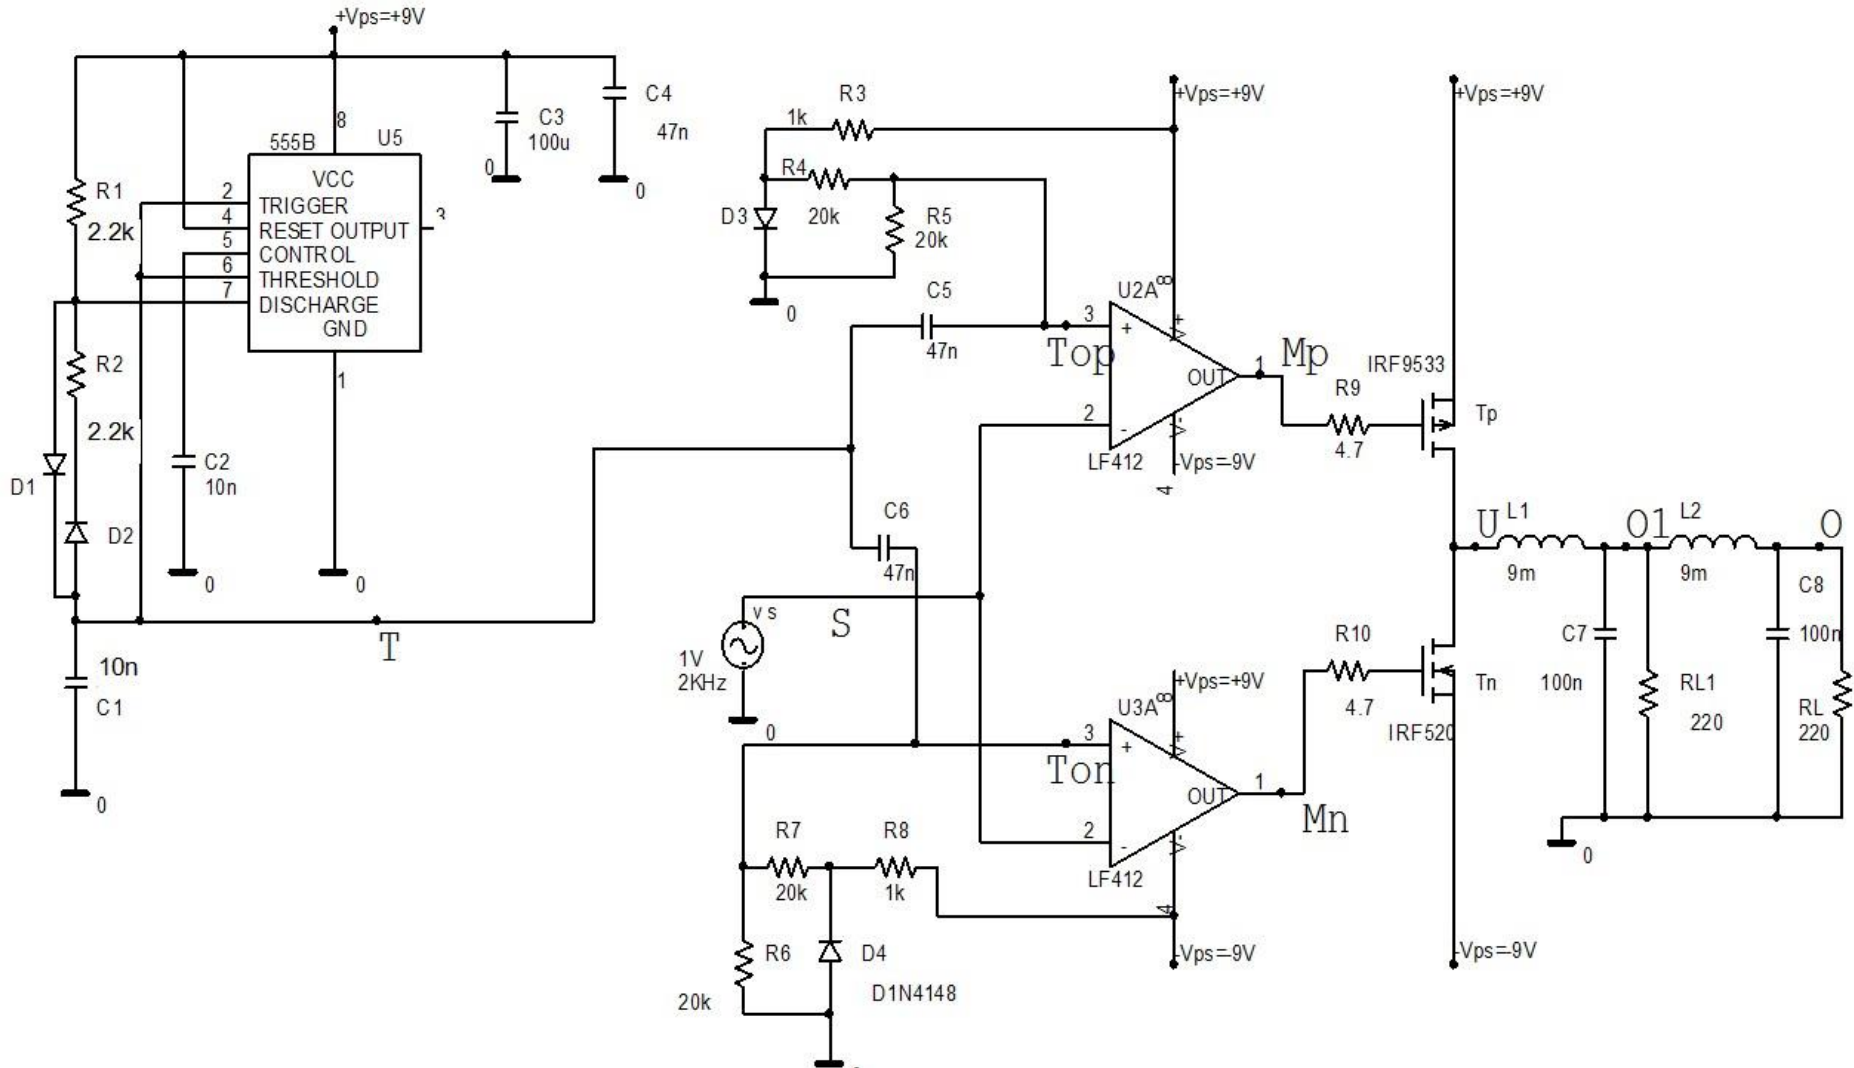 +Vps=+9V
555B
U5
8
VCC
2
TRIGGER
4
RESET OUTPUT
3
5
CONTROL
6
THRESHOLD
7
DISCHARGE
GND
1
0
R1
2.2k
R2
2.2k
D1
D2
C2
10n
0
10n
C1
0
T
C3
100u
0
C4
47n
0
R3
1k
R4
20k
D3
R5
20k
0
C5
47n
C6
47n
vs
S
1V
2KHz
0
+Vps=+9V
U2A
8
V+
3
+
Top
2
-
OUT
1
Mp
V-
LF412
-Vps=-9V
4
+Vps=+9V
U3A
8
V+
3
+
Ton
2
-
OUT
1
Mn
V-
LF412
4
-Vps=-9V
R7
20k
R8
1k
R6
20k
D4
D1N4148
+Vps=+9V
IRF9533
R9
4.7
Tp
R10
4.7
Tn
IRF520
-Vps=-9V
U
L1
9m
O1
L2
9m
O
C7
100n
RL1
220
C8
100n
RL
220
0